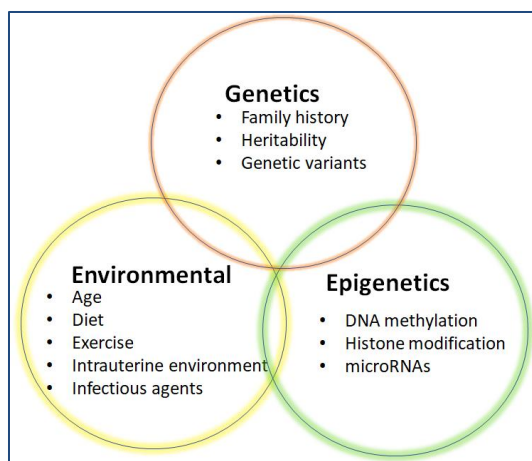 Genetics
• Family history
• Heritability
• Genetic variants
Environmental
• Age
• Diet
• Exercise
• Intrauterine environment
• Infectious agents
Epigenetics
• DNA methylation
• Histone modification
• microRNAs